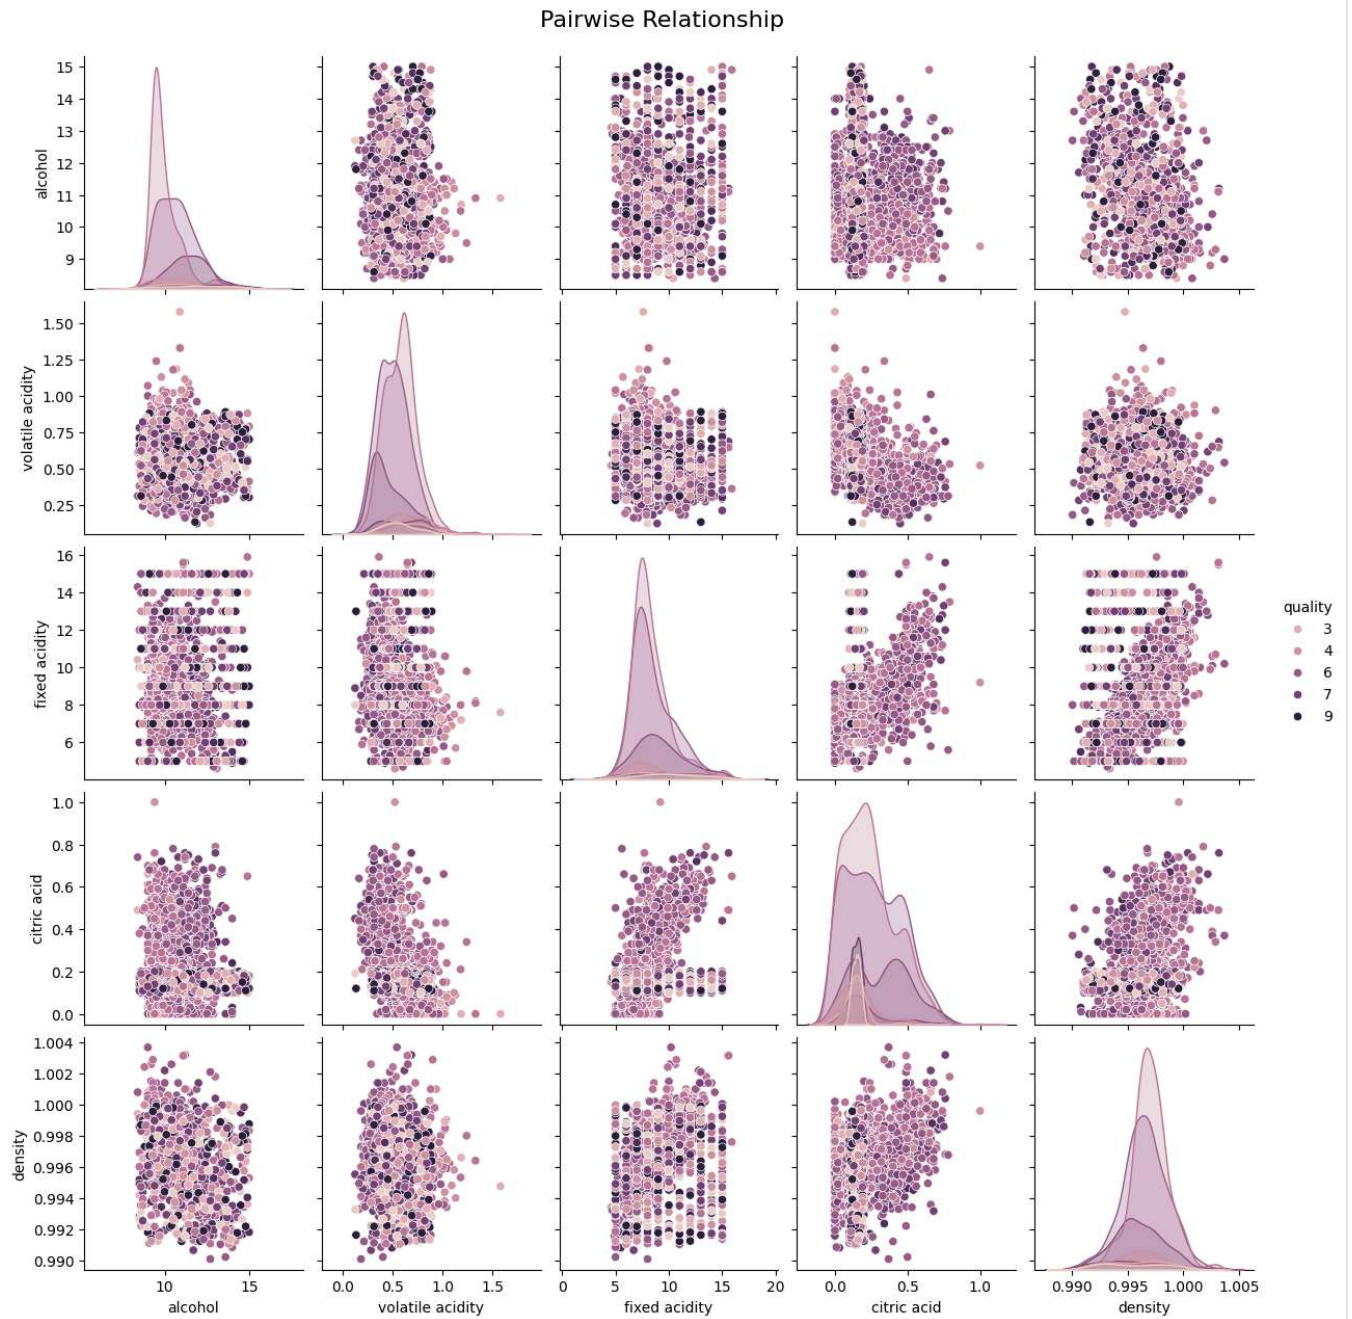 Pairwise Relationship
15
14
13
12
11
10
9
alcohol
1.50
1.25
1.00
0.75
0.50
0.25
volatile acidity
16
14
12
10
8
6
fixed acidity
quality
3
4
6
7
9
1.0
0.8
0.6
0.4
0.2
0.0
citric acid
1.004
1.002
1.000
0.998
0.996
0.994
0.992
0.990
density
10 15
alcohol
0.0 0.5 1.0 1.5
volatile acidity
0 5 10 15 20
fixed acidity
0.0 0.5 1.0
citric acid
0.990 0.995 1.000 1.005
density